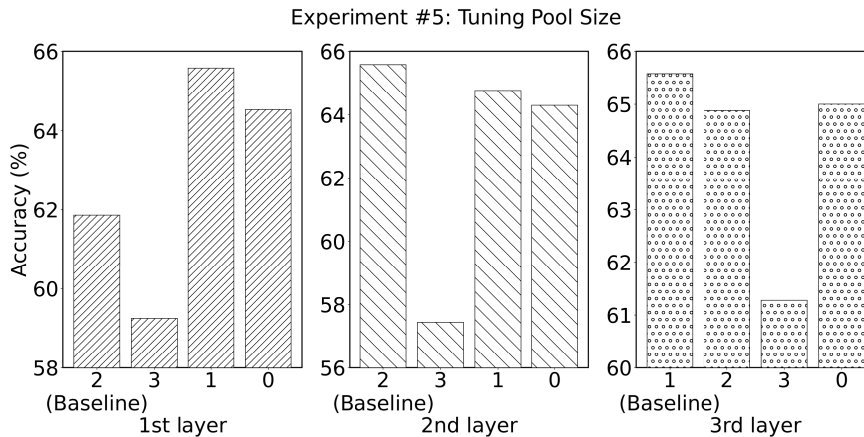 Experiment #5: Tuning Pool Size
Accuracy (%)
66
64
62
60
58
2 3 1 0
(Baseline)
1st layer
66
64
62
60
58
56
2 3 1 0
(Baseline)
2nd layer
66
65
64
63
62
61
60
1 2 3 0
(Baseline)
3rd layer